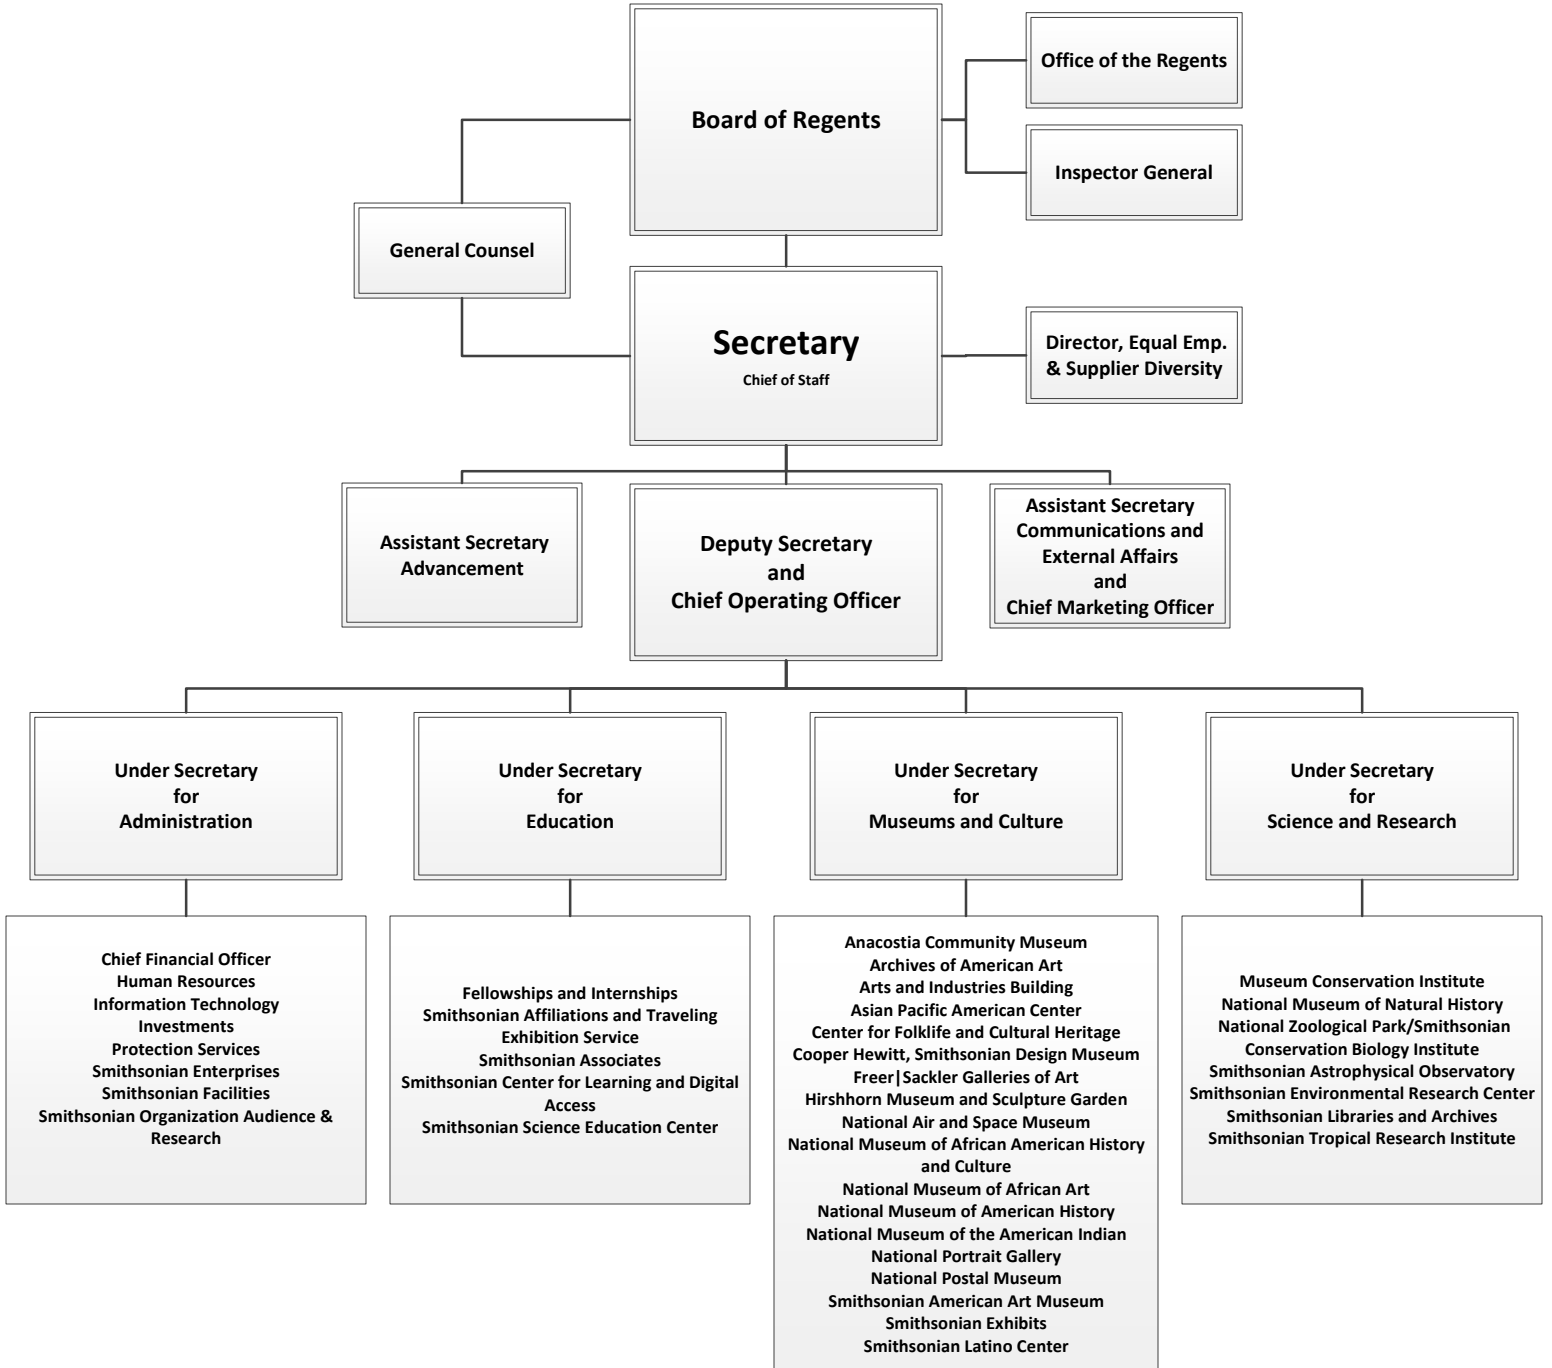 Board of Regents
Office of the Regents
Inspector General
General Counsel
Secretary
Chief of Staff
Director, Equal Emp.
& Supplier Diversity
Assistant Secretary
Advancement
Deputy Secretary
and
Chief Operating Officer
Assistant Secretary
Communications and
External Affairs
and
Chief Marketing Officer
Under Secretary
for
Administration
Under Secretary
for
Education
Under Secretary
for
Museums and Culture
Under Secretary
for
Science and Research
Chief Financial Officer
Human Resources
Information Technology
Investments
Protection Services
Smithsonian Enterprises
Smithsonian Facilities
Smithsonian Organization Audience &
Research
Fellowships and Internships
Smithsonian Affiliations and Traveling
Exhibition Service
Smithsonian Associates
Smithsonian Center for Learning and Digital
Access
Smithsonian Science Education Center
Anacostia Community Museum
Archives of American Art
Arts and Industries Building
Asian Pacific American Center
Center for Folklife and Cultural Heritage
Cooper Hewitt, Smithsonian Design Museum
Freer|Sackler Galleries of Art
Hirshhorn Museum and Sculpture Garden
National Air and Space Museum
National Museum of African American History
and Culture
National Museum of African Art
National Museum of American History
National Museum of the American Indian
National Portrait Gallery
National Postal Museum
Smithsonian American Art Museum
Smithsonian Exhibits
Smithsonian Latino Center
Museum Conservation Institute
National Museum of Natural History
National Zoological Park/Smithsonian
Conservation Biology Institute
Smithsonian Astrophysical Observatory
Smithsonian Environmental Research Center
Smithsonian Libraries and Archives
Smithsonian Tropical Research Institute